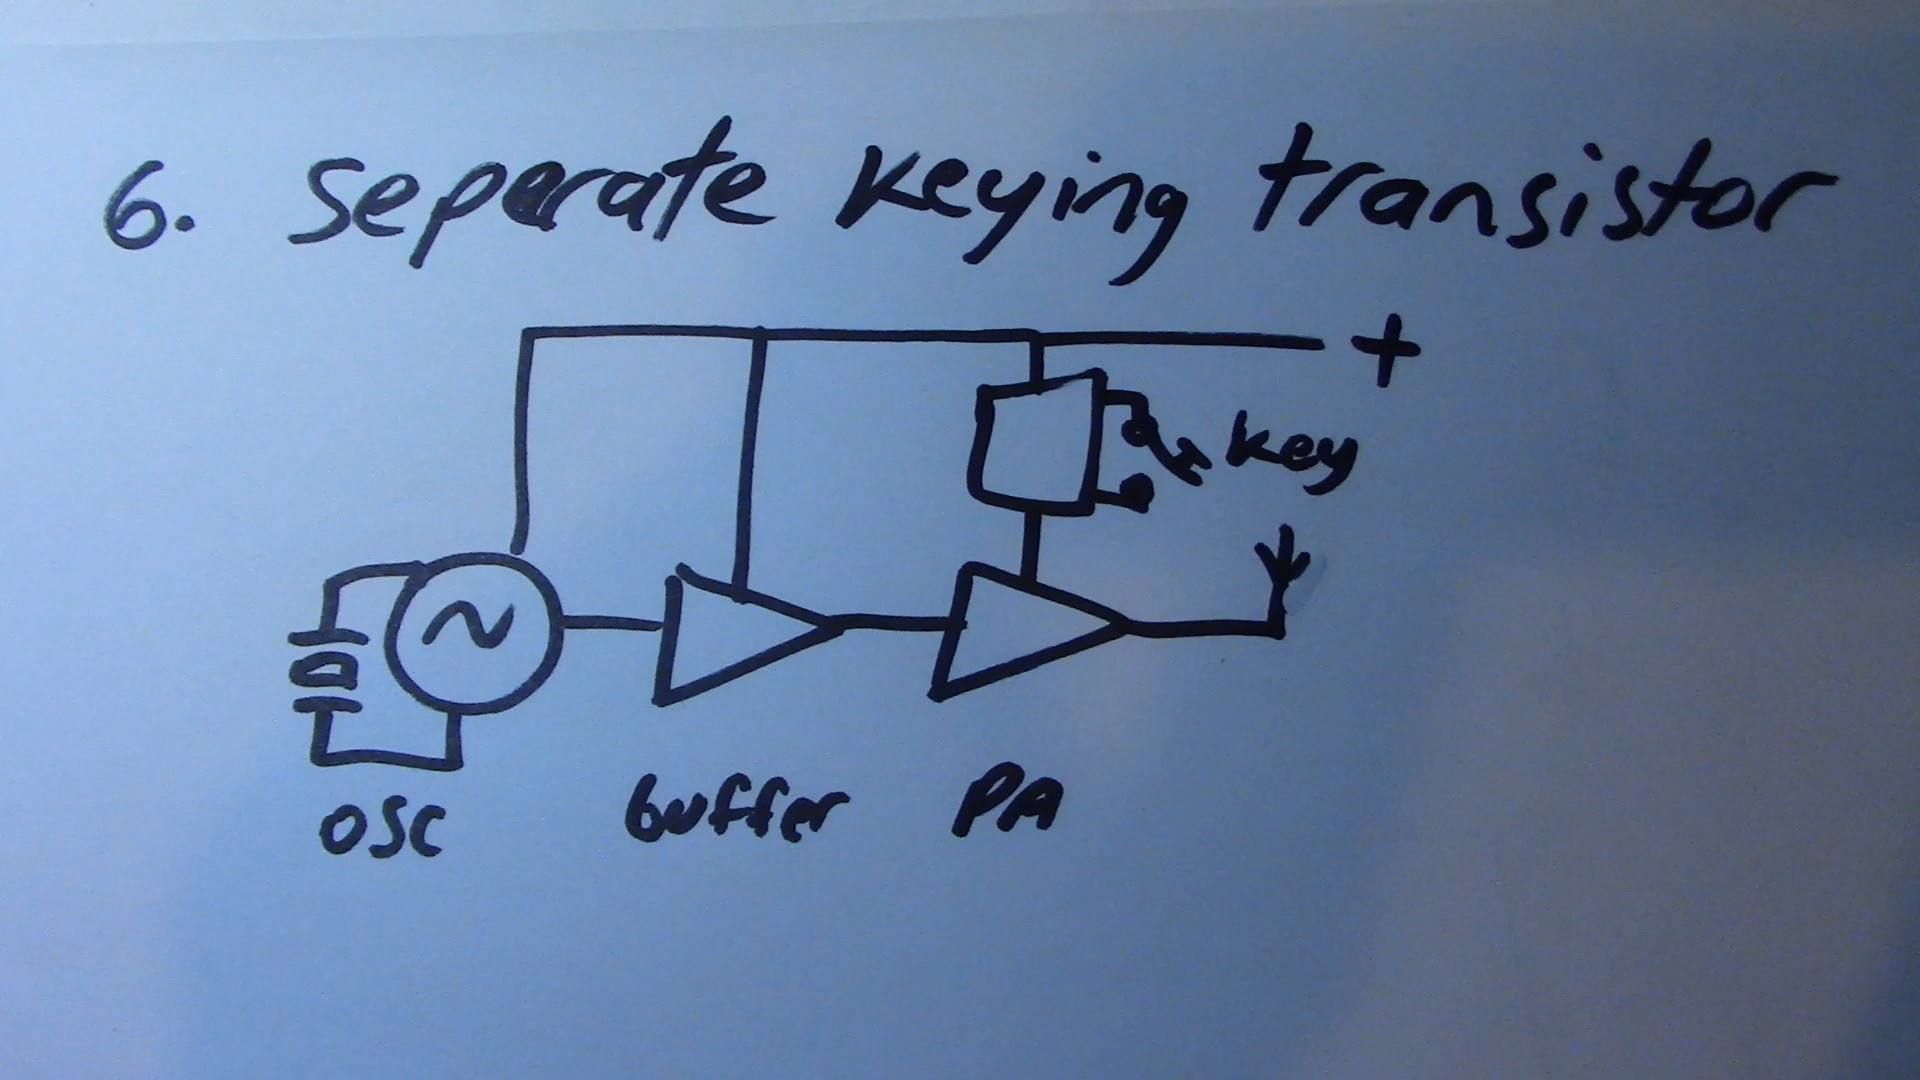 6. Seperate keying transistor
+
key
osc buffer PA